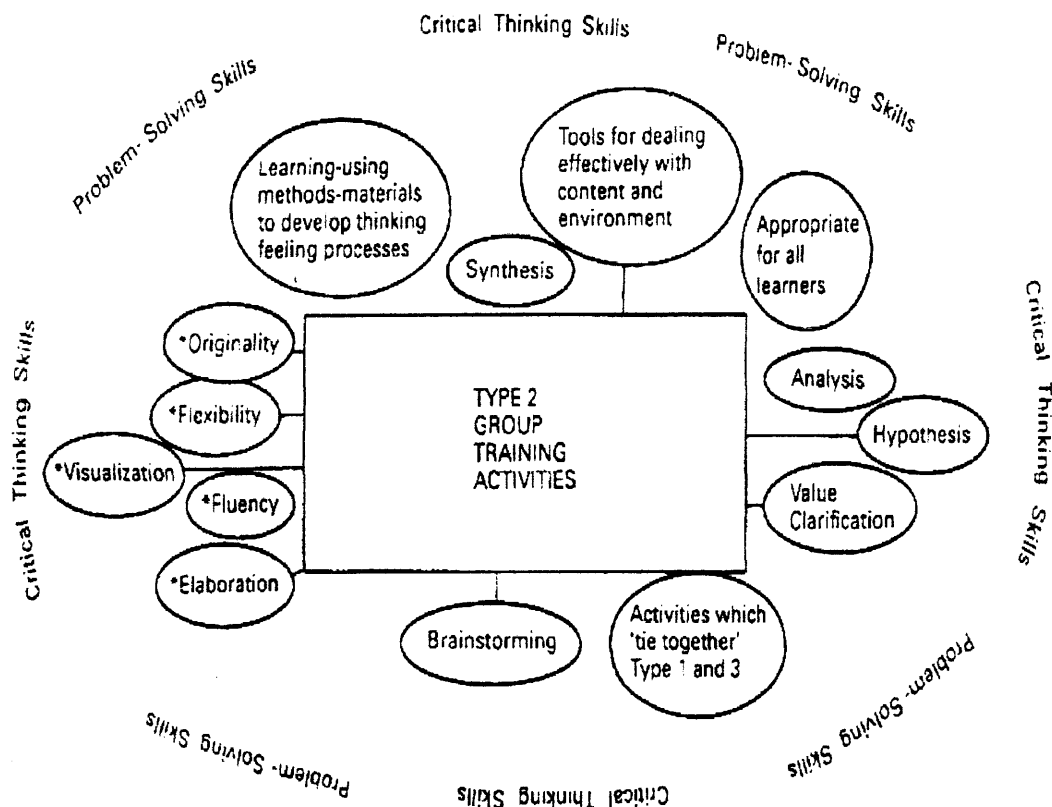 Critical Thinking Skills
Problem-Solving Skills
Problem-Solving Skills
Learning-using
methods-materials
to develop thinking
feeling processes
Tools for dealing
effectively with
content and
environment
Synthesis
Appropriate
for all
learners
Critical Thinking Skills
Critical Thinking Skills
*Originality
*Flexibility
*Visualization
*Fluency
*Elaboration
TYPE 2
GROUP
TRAINING
ACTIVITIES
Analysis
Hypothesis
Value
Clarification
Brainstorming
Activities which
'tie together'
Type 1 and 3
Problem-Solving Skills
Problem-Solving Skills
Critical Thinking Skills